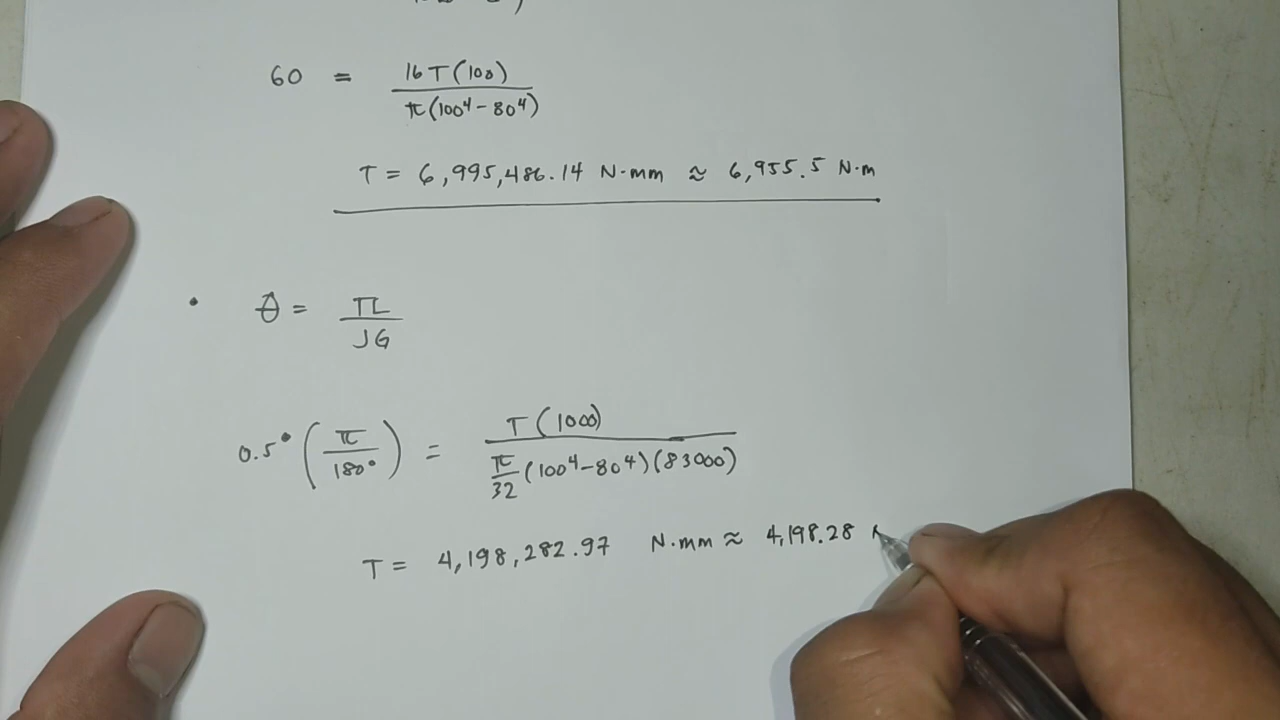 60 = 16T(100) / π(100⁴ - 80⁴)
T = 6,995,486.14 N·mm ≈ 6,955.5 N·m
• θ = TL / JG
0.5° (π / 180°) = T(1000) / π/32 (100⁴-80⁴)(83000)
T = 4,198,282.97 N·mm ≈ 4,198.28